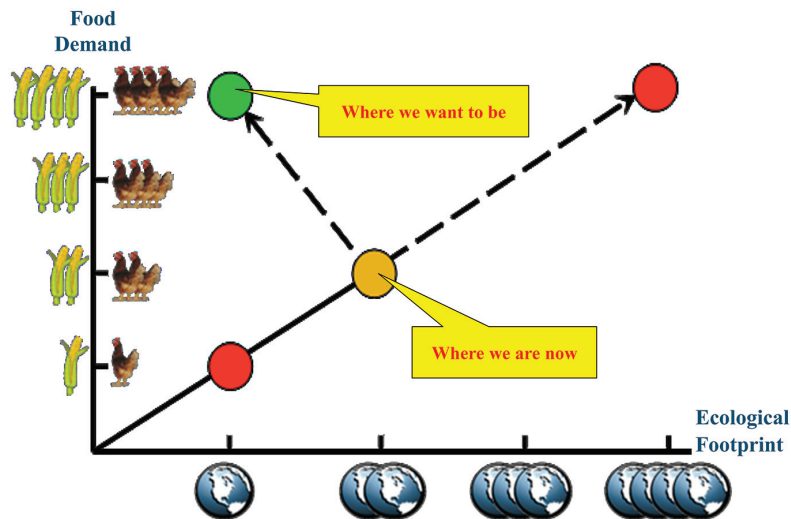 Food
Demand
Where we want to be
Where we are now
Ecological
Footprint